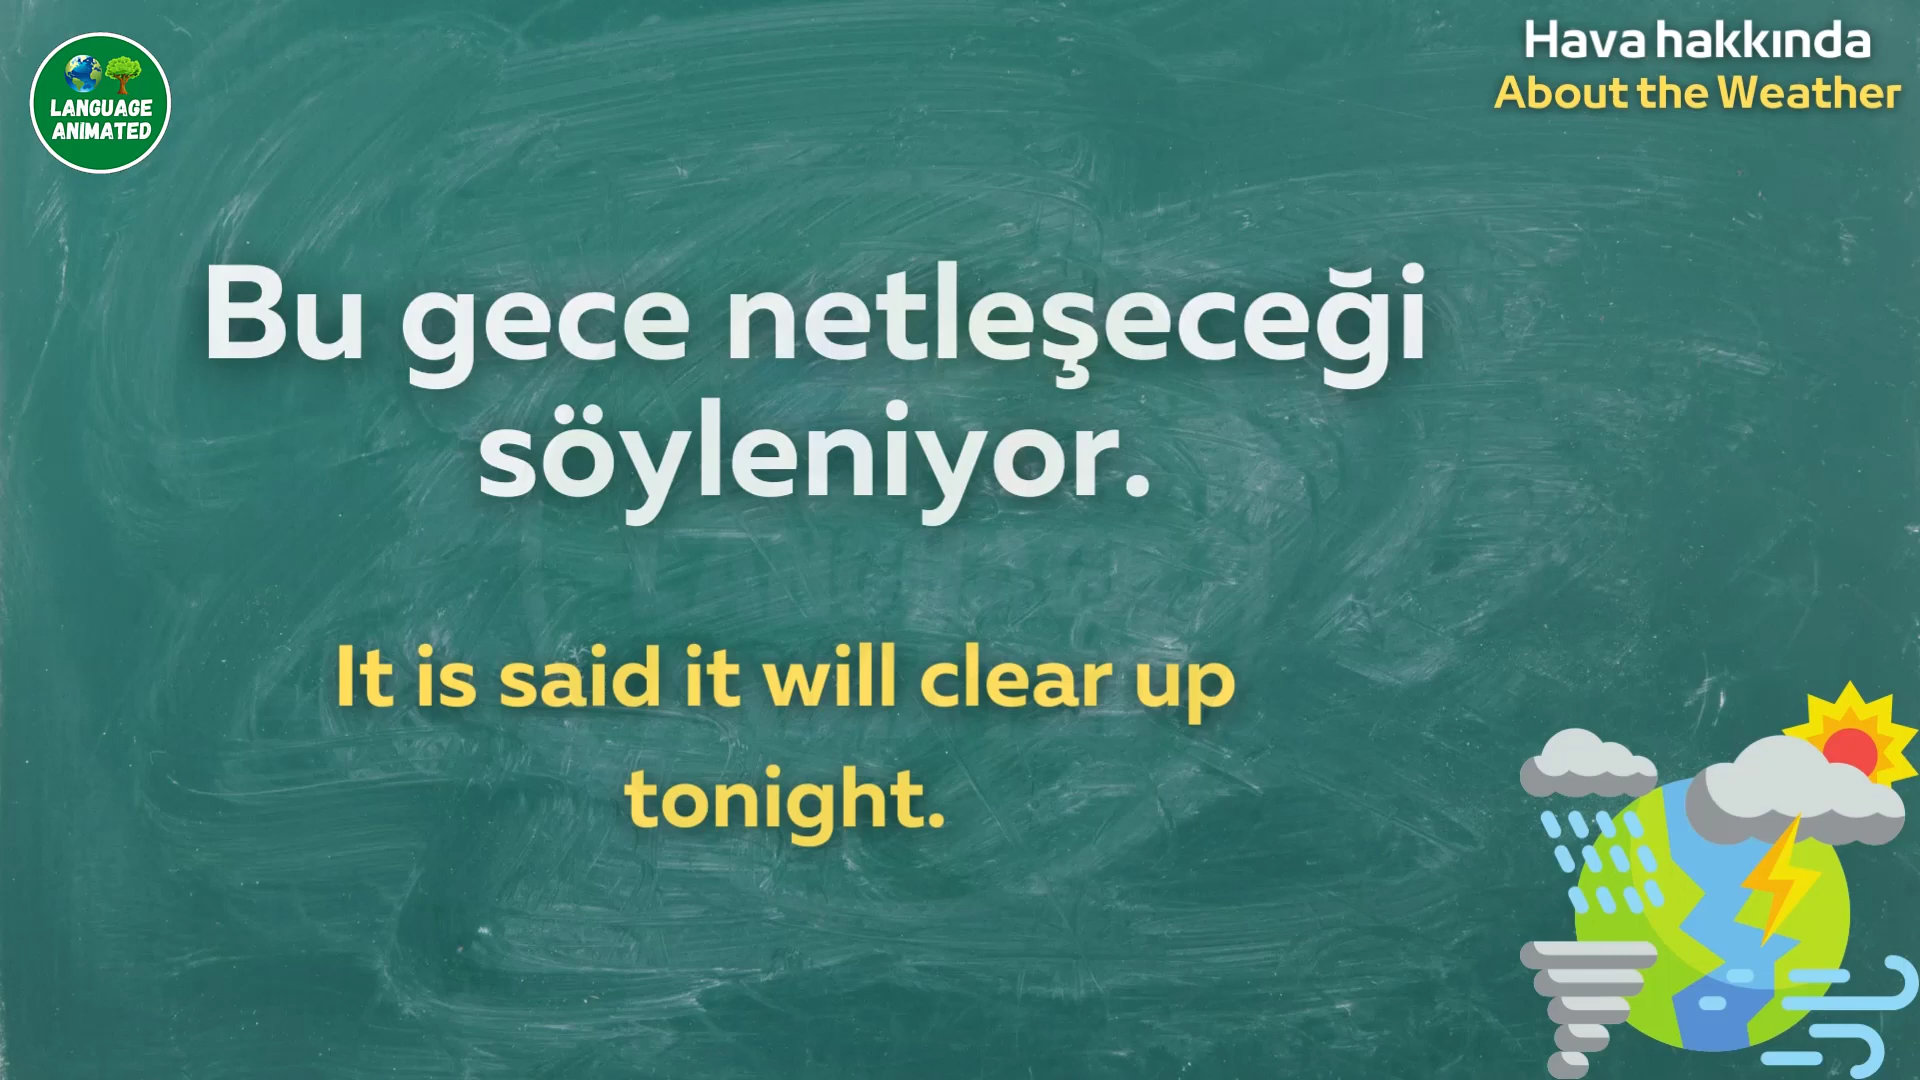 LANGUAGE
ANIMATED
Hava hakkında
About the Weather
Bu gece netleşeceği
söyleniyor.
It is said it will clear up
tonight.